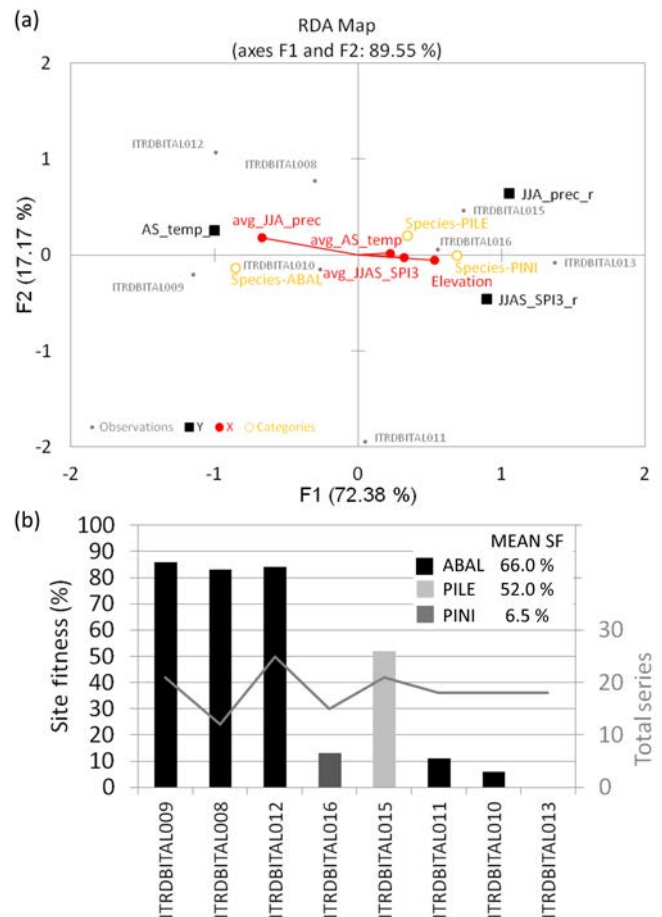 (a)
RDA Map
(axes F1 and F2: 89.55 %)
2
ITRDBITAL012
ITRDBITAL008
1
JJA_prec_r
ITRDBITAL015
AS_temp_
avg_JJA_prec
Species-PILE
avg_AS_temp
ITRDBITAL016
0
ITRDBITAL010
avg_JJAS_SPI3
Species-PINI
ITRDBITAL013
ITRDBITAL009
Species-ABAL
Elevation
JJAS_SPI3_r
F2 (17.17 %)
-1
Observations Y X Categories
ITRDBITAL011
-2
-2 -1 0 1 2
F1 (72.38 %)
(b)
100
90
80
70
60
50
40
30
20
10
0
Site fitness (%)
MEAN SF
ABAL 66.0 %
PILE 52.0 %
PINI 6.5 %
30
20
10
0
Total series
ITRDBITAL009
ITRDBITAL008
ITRDBITAL012
ITRDBITAL016
ITRDBITAL015
ITRDBITAL011
ITRDBITAL010
ITRDBITAL013